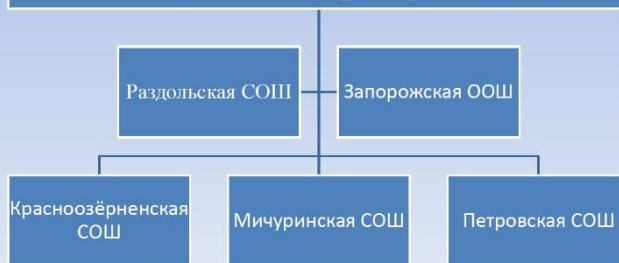 Раздольская СОШ
Запорожская ООШ
Красноозёрненская
СОШ
Мичуринская СОШ
Петровская СОШ